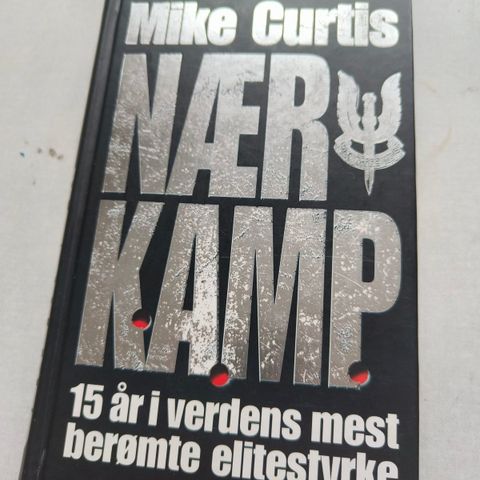 Mike Curtis
NÆR
KAMP
15 år i verdens mest
berømte elitestyrke